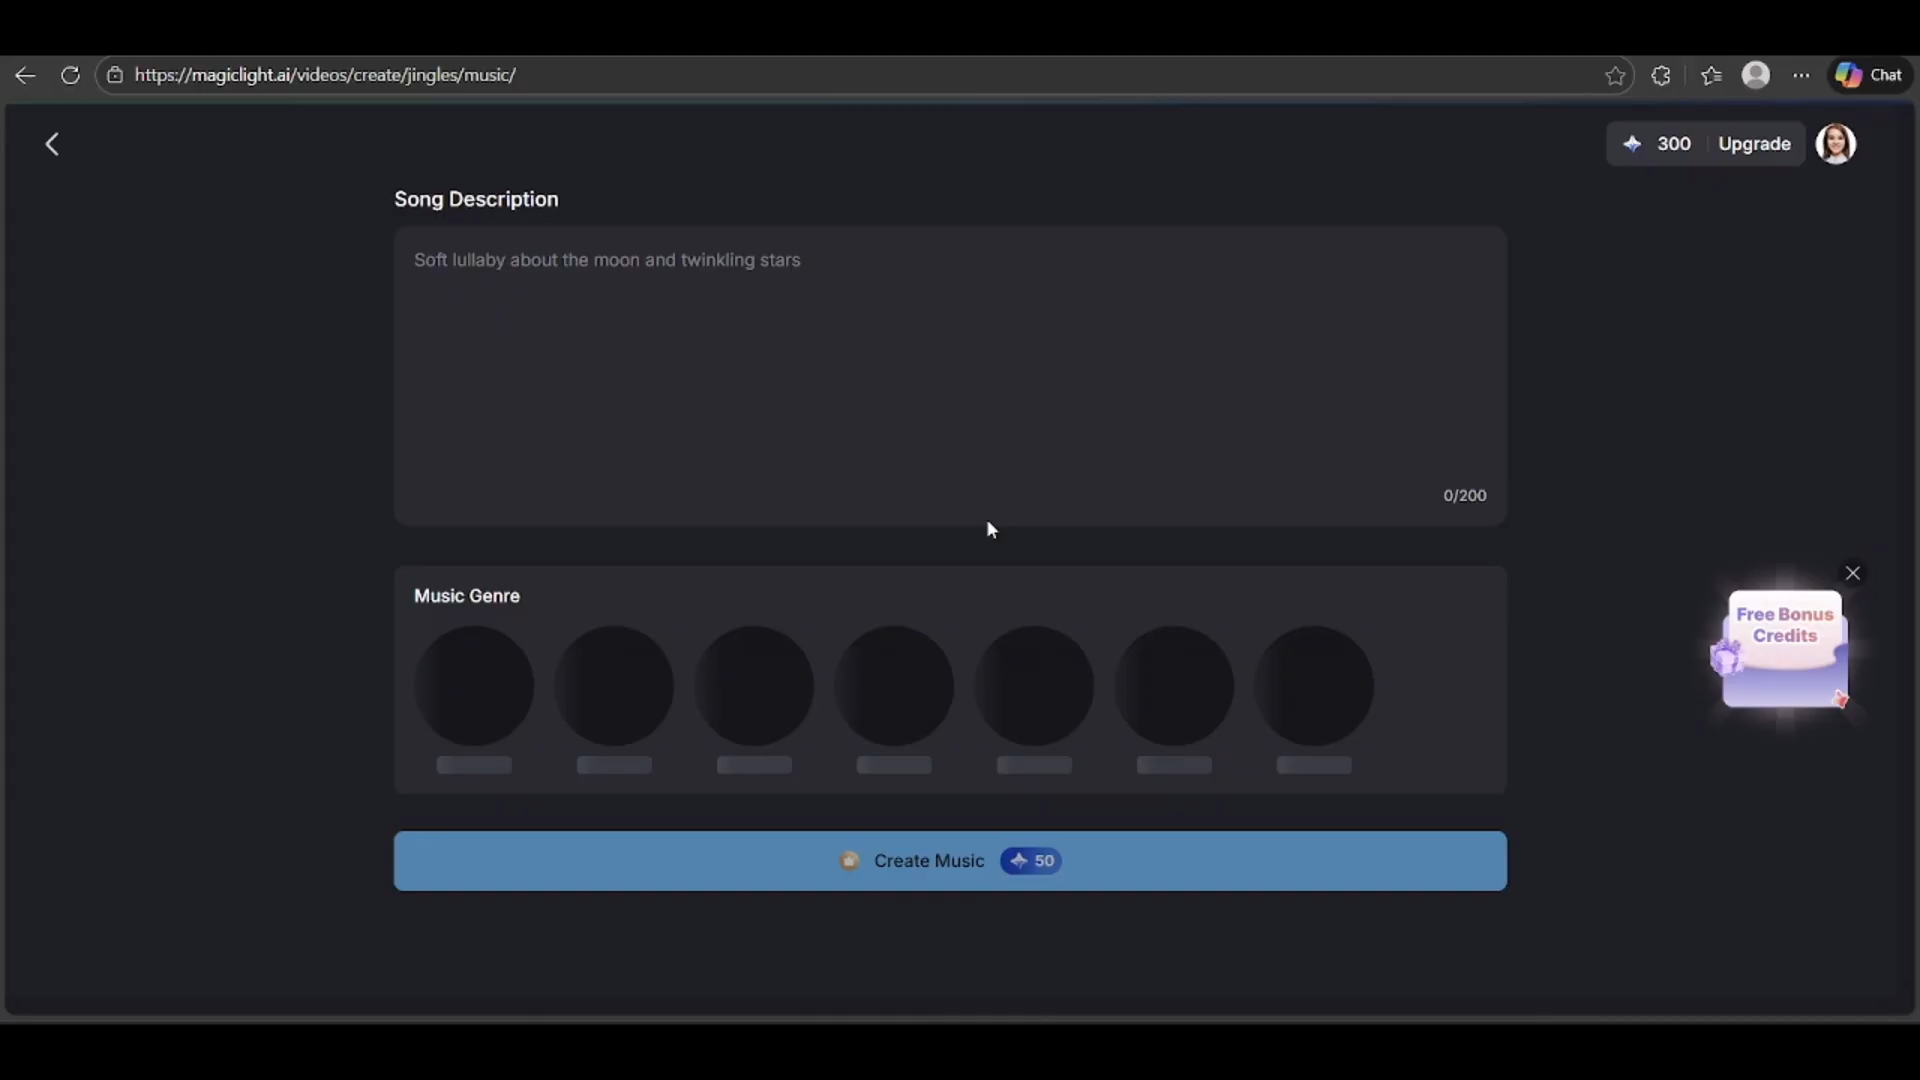 https://magiclight.ai/videos/create/jingles/music/
Chat
300
Upgrade
Song Description
Soft lullaby about the moon and twinkling stars
0/200
Music Genre
Free Bonus
Credits
Create Music
50